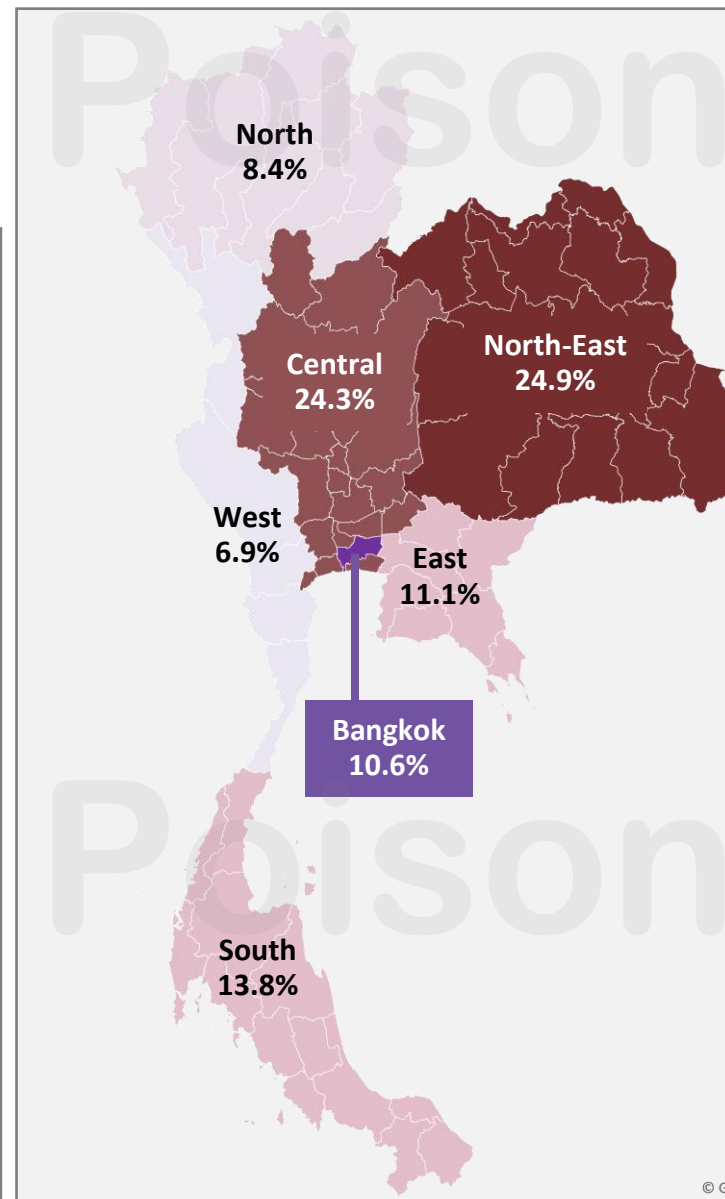 Poison
North
8.4%
Central
24.3%
North-East
24.9%
West
6.9%
East
11.1%
Bangkok
10.6%
Poison
South
13.8%
© G